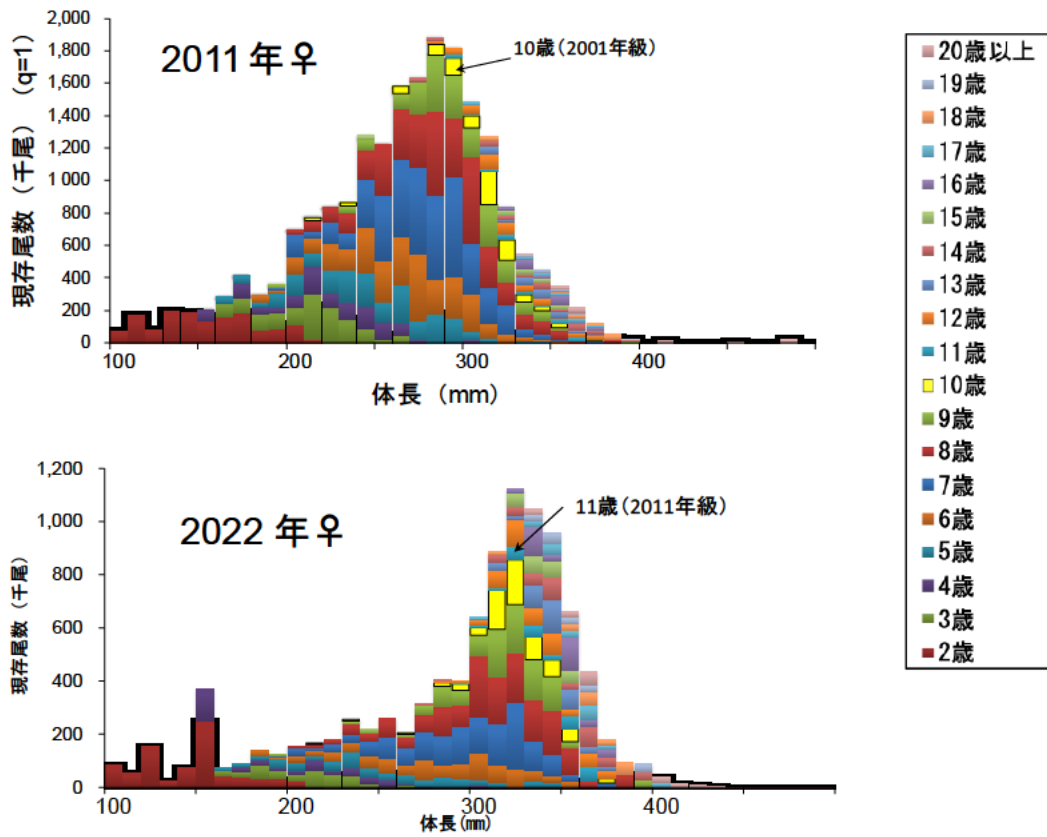 2,000
1,800
1,600
1,400
1,200
1 000
800
600
400
200
0
現存尾数（千尾）（q=1）
2011年♀
10歳（2001年級）
100
200
300
400
体長（mm）
20歳以上
19歳
18歳
17歳
16歳
15歳
14歳
13歳
12歳
11歳
10歳
9歳
8歳
7歳
6歳
5歳
4歳
3歳
2歳
1,200
1,000
800
600
400
200
0
現存尾数（千尾）
2022年♀
11歳（2011年級）
100
200
300
400
体長(㎜)